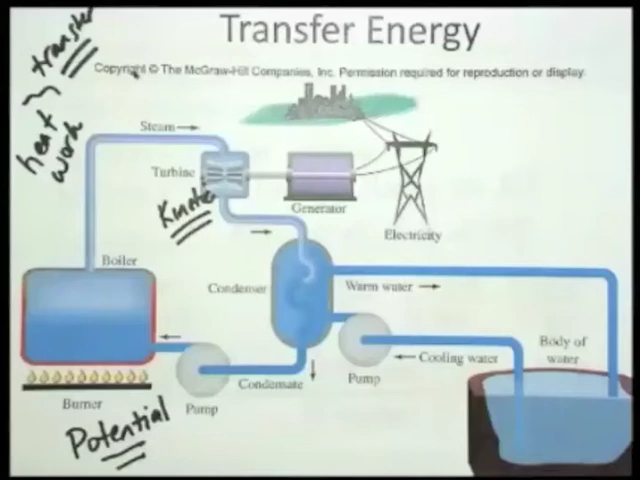 Transfer Energy
Copyright © The McGraw-Hill Companies, Inc. Permission required for reproduction or display.
heat
work
} transfer
Steam
Turbine
Generator
Electricity
Boiler
Condenser
Warm water
Body of
water
Cooling water
Pump
Condensate
Burner
Pump
Potential